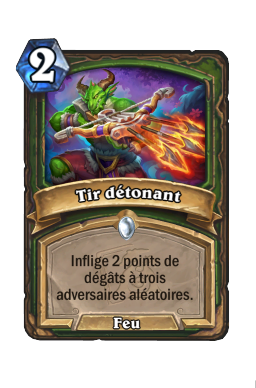 2
Tir détonant
Inflige 2 points de
dégâts à trois
adversaires aléatoires.
Feu